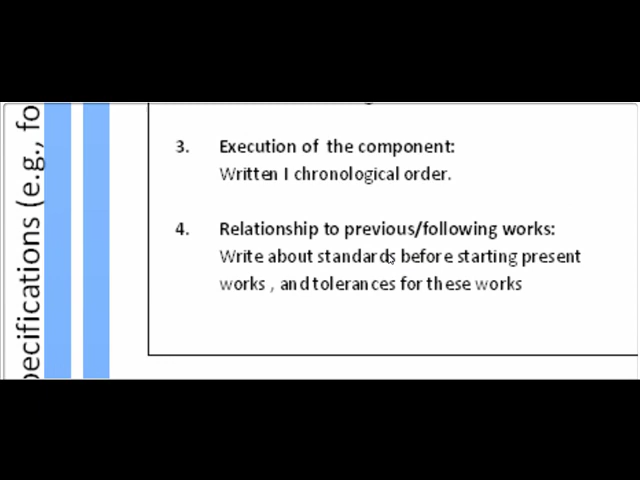 ecifications (e.g., fo
3. Execution of the component:
Written I chronological order.
4. Relationship to previous/following works:
Write about standards before starting present
works , and tolerances for these works